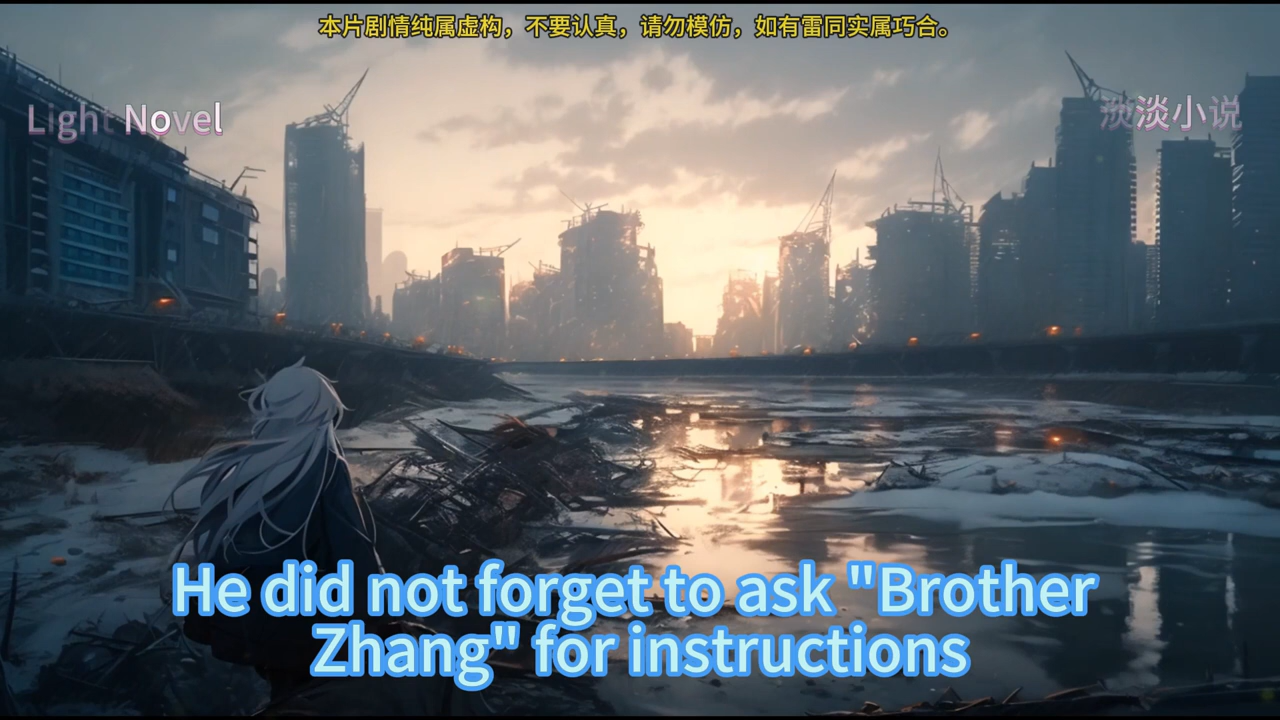 本片剧情纯属虚构，不要认真，请勿模仿，如有雷同实属巧合。
Light Novel
淡淡小说
He did not forget to ask "Brother
Zhang" for instructions